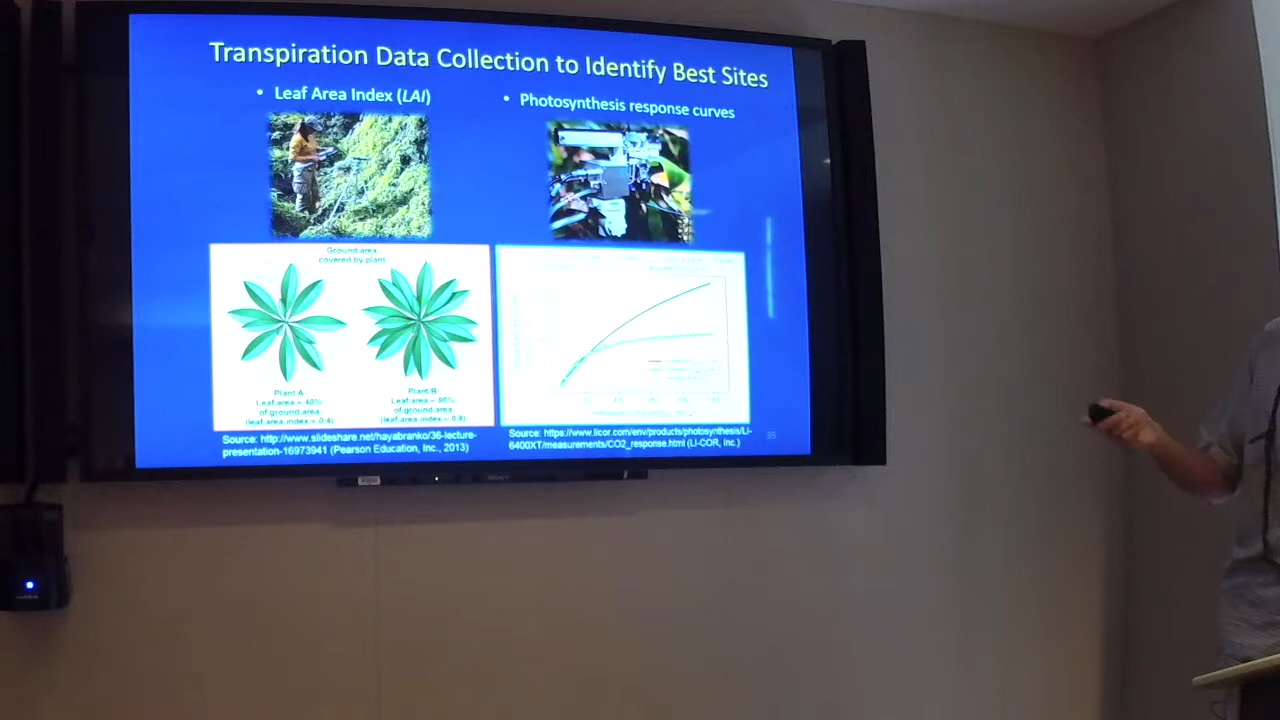 Transpiration Data Collection to Identify Best Sites
• Leaf Area Index (LAI)
• Photosynthesis response curves
Ground area
covered by plant
Plant A
Leaf area = 40%
of ground area
(leaf area index = 0.4)
Plant B
Leaf area = 80%
of ground area
(leaf area index = 0.8)
Source: http://www.slideshare.net/hayabranko/36-lecture-
presentation-16973941 (Pearson Education, Inc., 2013)
Source: https://www.licor.com/env/products/photosynthesis/LI-
6400XT/measurements/CO2_response.html (LI-COR, Inc.)
35
SONY